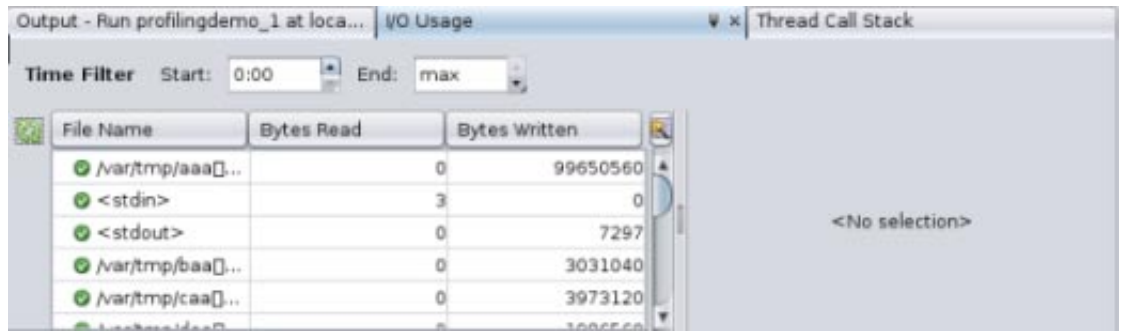 Output - Run profilingdemo_1 at loca... I/O Usage Thread Call Stack
Time Filter Start: 0:00 End: max
File Name Bytes Read Bytes Written
/var/tmp/aaa[]... 0 99650560
<stdin> 3 0
<stdout> 0 7297
/var/tmp/baa[]... 0 3031040
<No selection>
/var/tmp/caa[]... 0 3973120